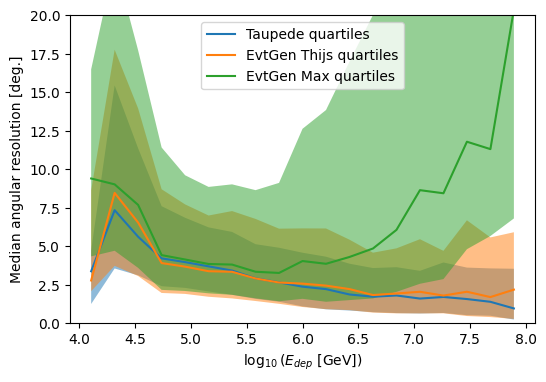 20.0
17.5
15.0
12.5
10.0
7.5
5.0
2.5
0.0
Median angular resolution [deg.]
Taupede quartiles
EvtGen Thijs quartiles
EvtGen Max quartiles
4.0 4.5 5.0 5.5 6.0 6.5 7.0 7.5 8.0
log₁₀(E_dep [GeV])